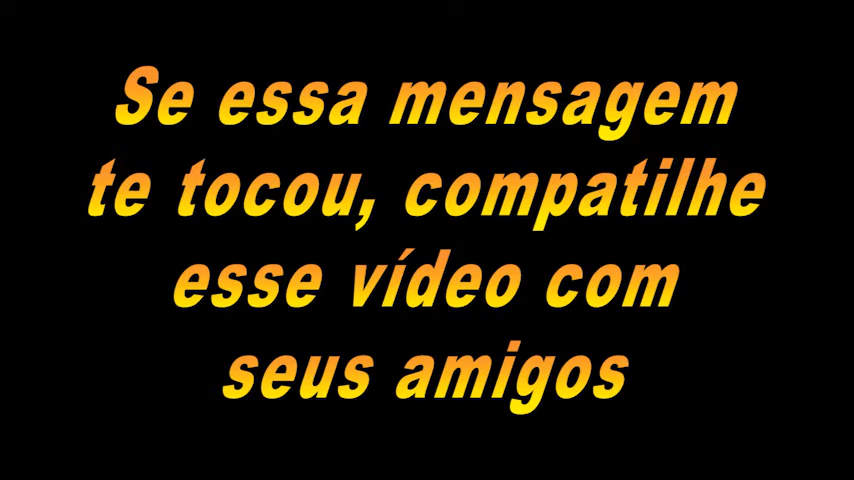 Se essa mensagem
te tocou, compatilhe
esse vídeo com
seus amigos